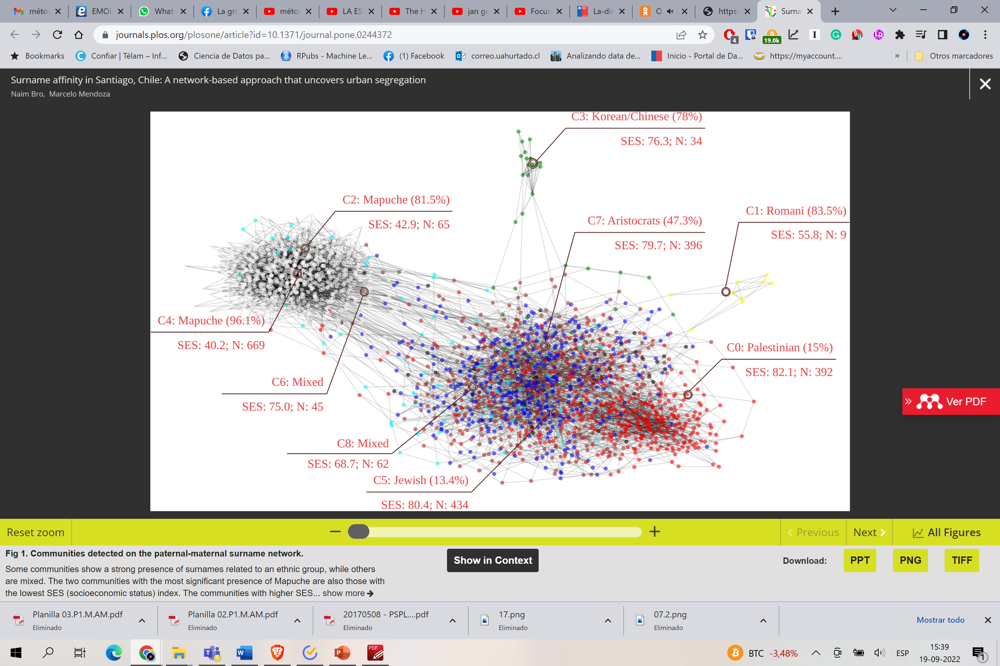 méto
EMOL
What
La gra
méto
LA ES
The H
jan ge
Focus
La-dir
O
https:
Surna
journals.plos.org/plosone/article?id=10.1371/journal.pone.0244372
4
19.0k
Bookmarks
Confiar | Télam – Inf...
Ciencia de Datos pa...
RPubs - Machine Le...
(1) Facebook
correo.uahurtado.cl
Analizando data de...
Inicio - Portal de Da...
https://myaccount....
»
Otros marcadores
Surname affinity in Santiago, Chile: A network-based approach that uncovers urban segregation
Naim Bro, Marcelo Mendoza
C3: Korean/Chinese (78%)
SES: 76.3; N: 34
C2: Mapuche (81.5%)
SES: 42.9; N: 65
C7: Aristocrats (47.3%)
SES: 79.7; N: 396
C1: Romani (83.5%)
SES: 55.8; N: 9
C4: Mapuche (96.1%)
SES: 40.2; N: 669
C0: Palestinian (15%)
SES: 82.1; N: 392
C6: Mixed
SES: 75.0; N: 45
» Ver PDF
C8: Mixed
SES: 68.7; N: 62
C5: Jewish (13.4%)
SES: 80.4; N: 434
Reset zoom
Previous
Next
All Figures
Fig 1. Communities detected on the paternal-maternal surname network.
Some communities show a strong presence of surnames related to an ethnic group, while others
are mixed. The two communities with the most significant presence of Mapuche are also those with
the lowest SES (socioeconomic status) index. The communities with higher SES... show more
Show in Context
Download:
PPT
PNG
TIFF
Planilla 03.P1.M.AM.pdf
Eliminado
Planilla 02.P1.M.AM.pdf
Eliminado
20170508 - PSPL....pdf
Eliminado
17.png
Eliminado
07.2.png
Eliminado
Mostrar todo
PDF
BTC -3,48%
ESP
15:39
19-09-2022
1